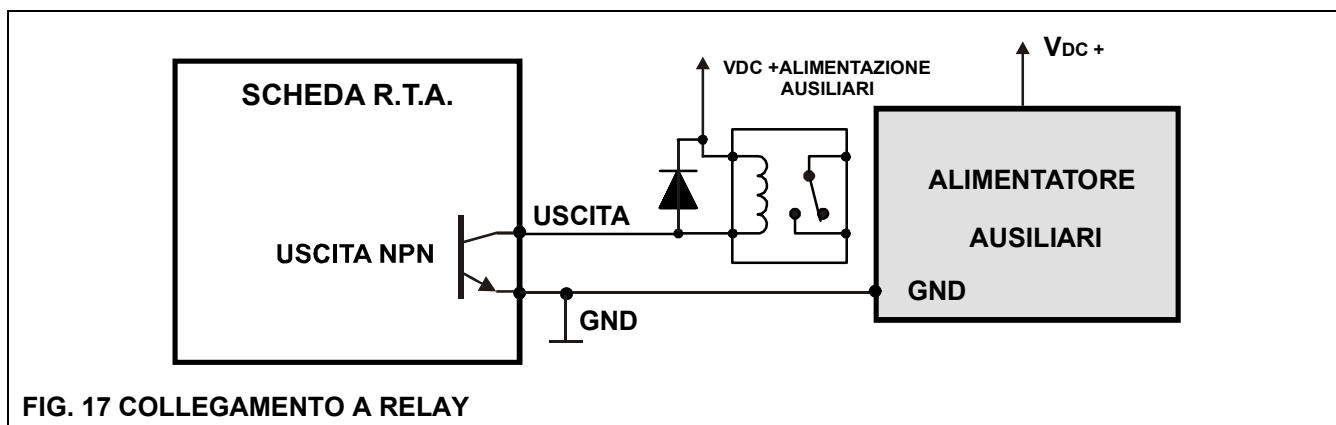 SCHEDA R.T.A.
USCITA NPN
USCITA
GND
VDC +ALIMENTAZIONE
AUSILIARI
VDC +
ALIMENTATORE
AUSILIARI
GND
FIG. 17 COLLEGAMENTO A RELAY